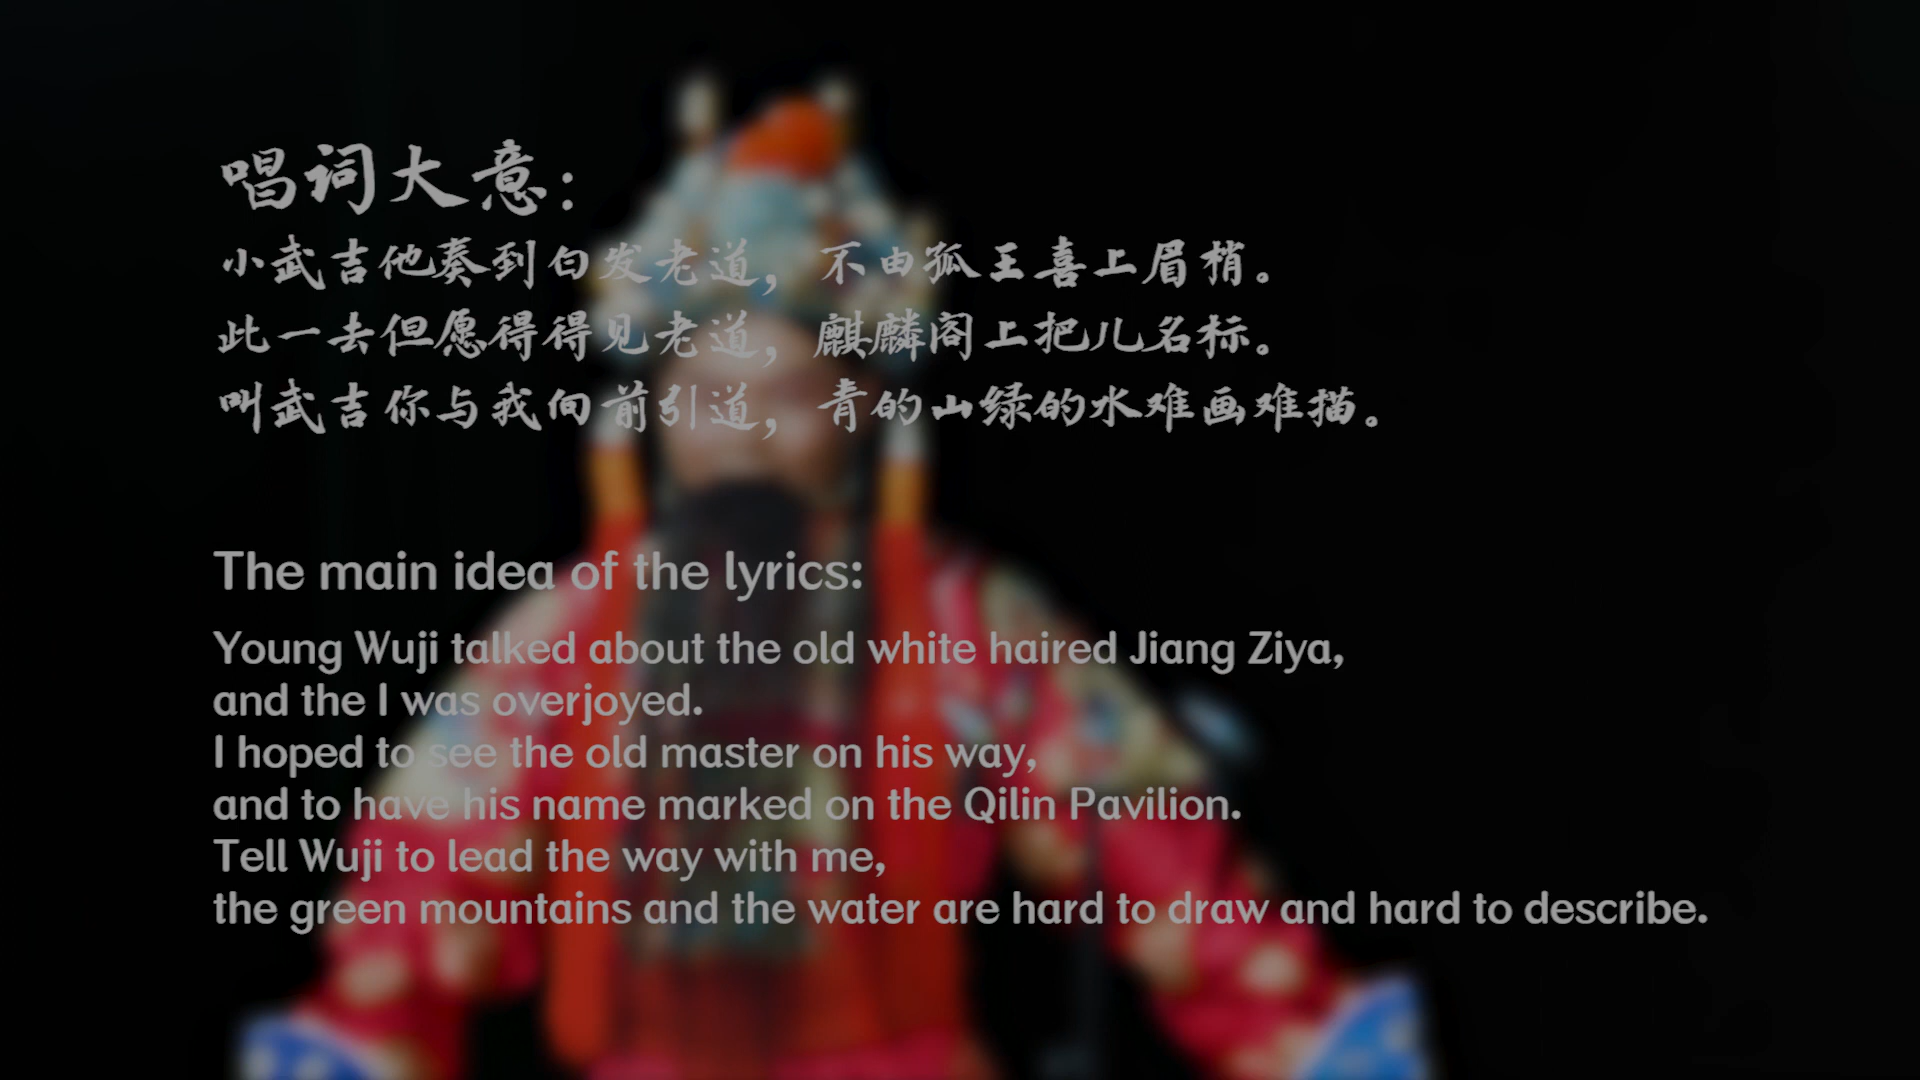 唱词大意：
小武吉他奏到白发老道，不由孤王喜上眉梢。
此一去但愿得得见老道，麒麟阁上把儿名标。
叫武吉你与我向前引道，青的山绿的水难画难描。
The main idea of the lyrics:
Young Wuji talked about the old white haired Jiang Ziya,
and the I was overjoyed.
I hoped to see the old master on his way,
and to have his name marked on the Qilin Pavilion.
Tell Wuji to lead the way with me,
the green mountains and the water are hard to draw and hard to describe.